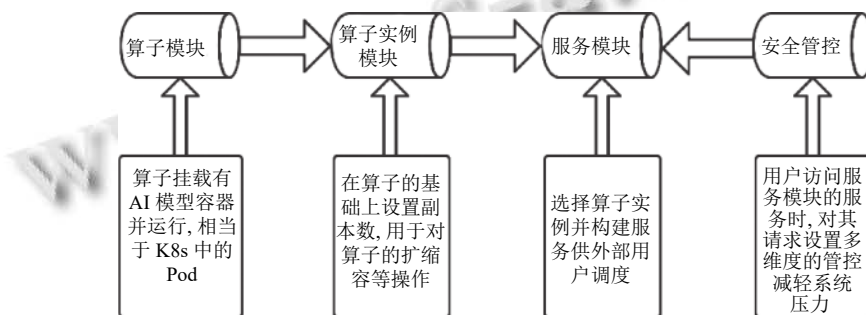 算子模块
算子实例
模块
服务模块
安全管控
算子挂载有
AI 模型容器
并运行, 相当
于 K8s 中的
Pod
在算子的基
础上设置副
本数, 用于对
算子的扩缩
容等操作
选择算子实
例并构建服
务供外部用
户调度
用户访问服
务模块的服
务时, 对其
请求设置多
维度的管控
减轻系统
压力